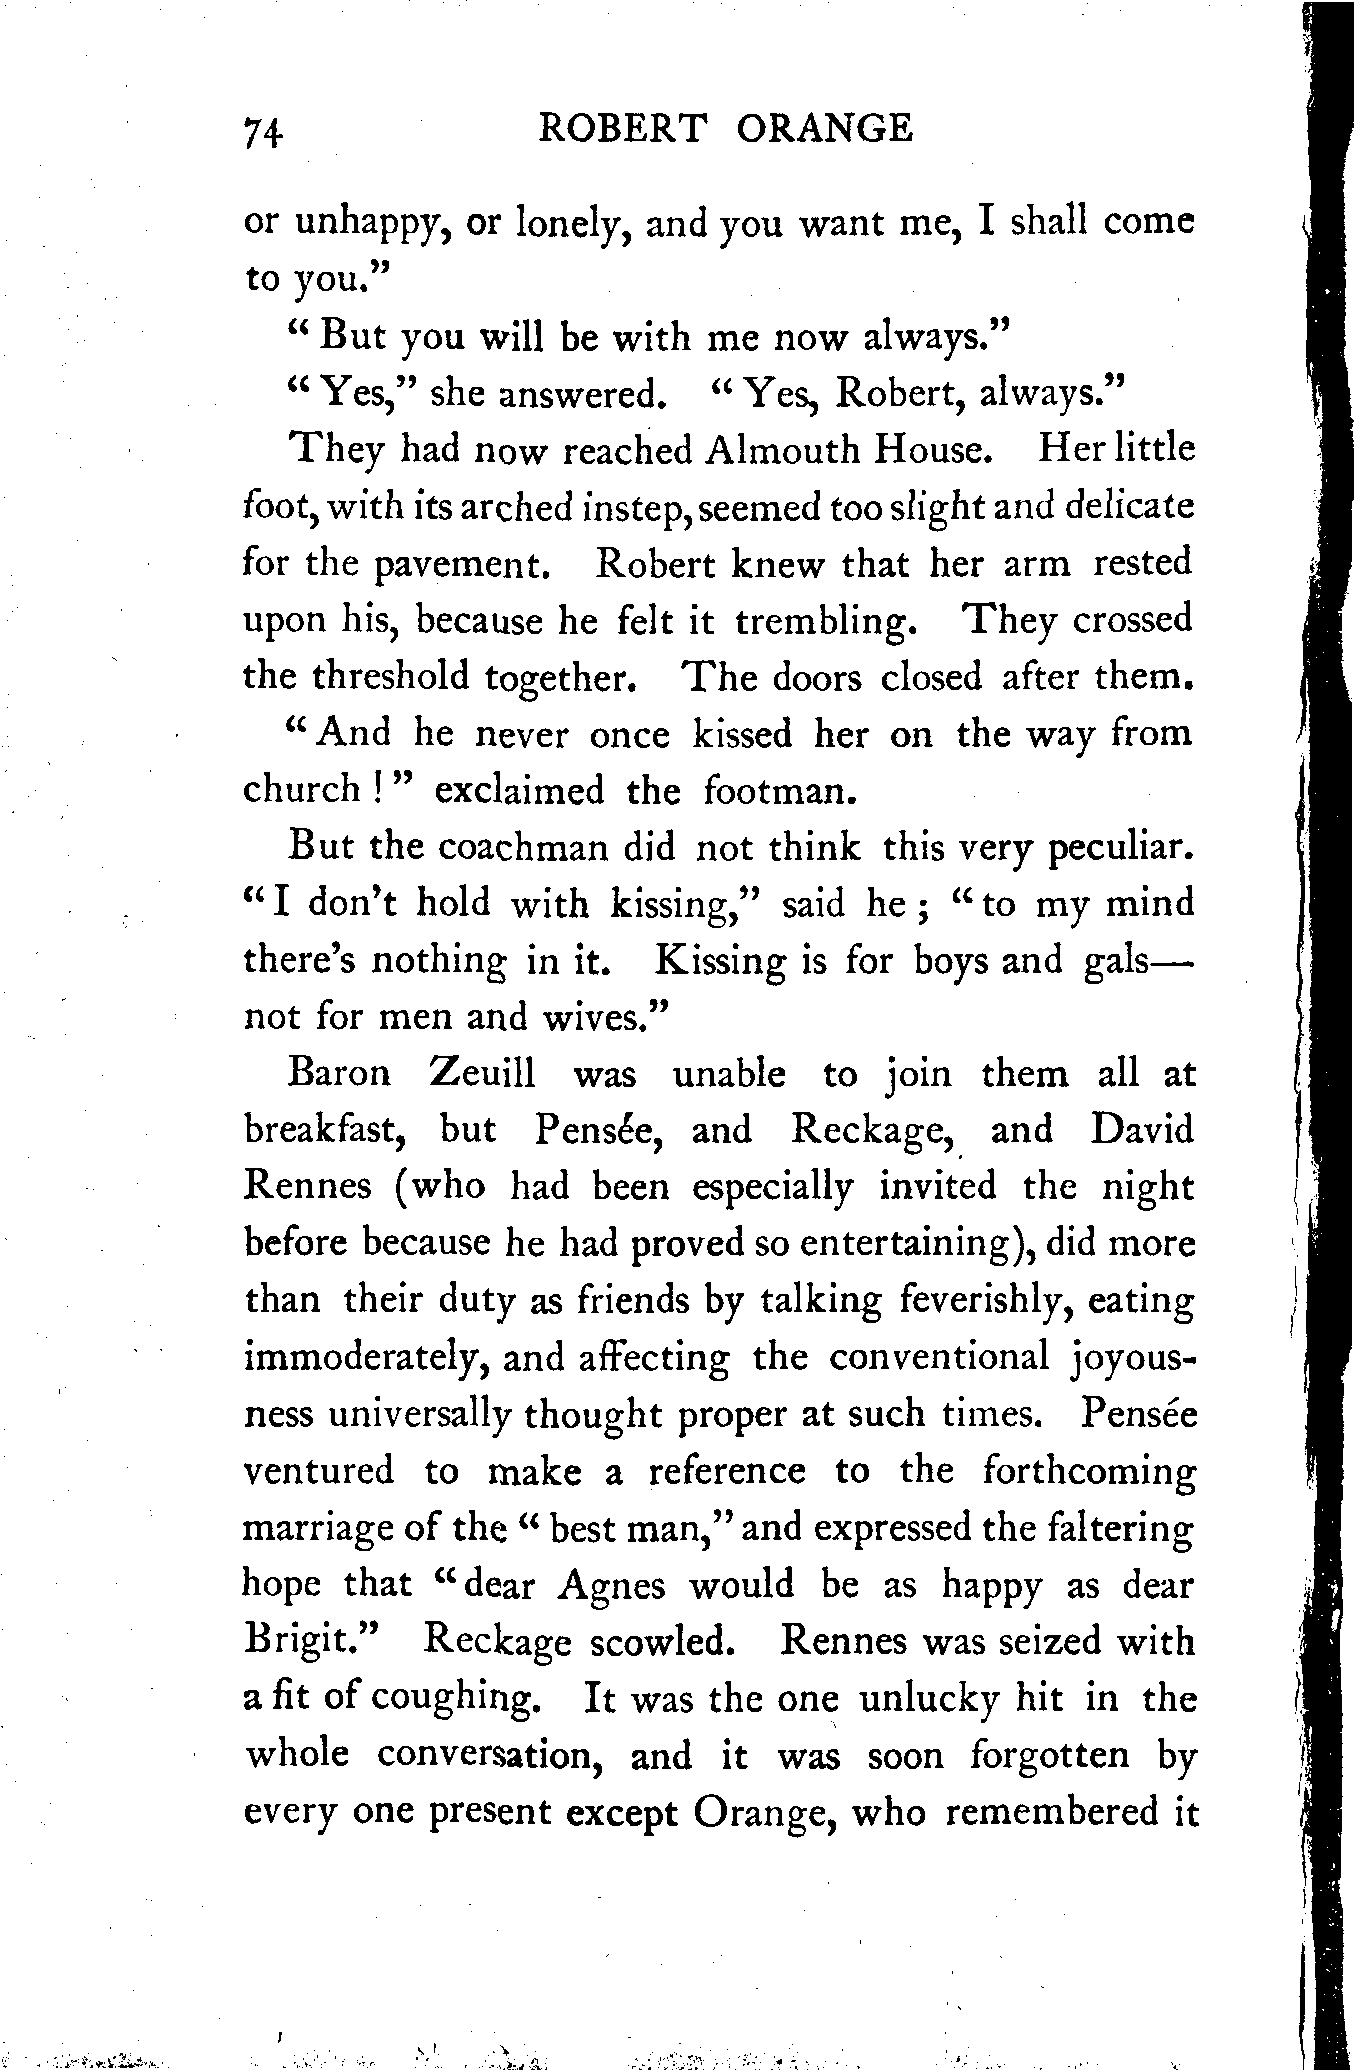 74 ROBERT ORANGE
or unhappy, or lonely, and you want me, I shall come
to you.”
“ But you will be with me now always.”
“ Yes,” she answered. “ Yes, Robert, always.”
They had now reached Almouth House. Her little
foot, with its arched instep, seemed too slight and delicate
for the pavement. Robert knew that her arm rested
upon his, because he felt it trembling. They crossed
the threshold together. The doors closed after them.
“ And he never once kissed her on the way from
church ! ” exclaimed the footman.
But the coachman did not think this very peculiar.
“ I don’t hold with kissing,” said he ; “ to my mind
there’s nothing in it. Kissing is for boys and gals—
not for men and wives.”
Baron Zeuill was unable to join them all at
breakfast, but Pensée, and Reckage, and David
Rennes (who had been especially invited the night
before because he had proved so entertaining), did more
than their duty as friends by talking feverishly, eating
immoderately, and affecting the conventional joyous-
ness universally thought proper at such times. Pensée
ventured to make a reference to the forthcoming
marriage of the “ best man,” and expressed the faltering
hope that “ dear Agnes would be as happy as dear
Brigit.” Reckage scowled. Rennes was seized with
a fit of coughing. It was the one unlucky hit in the
whole conversation, and it was soon forgotten by
every one present except Orange, who remembered it